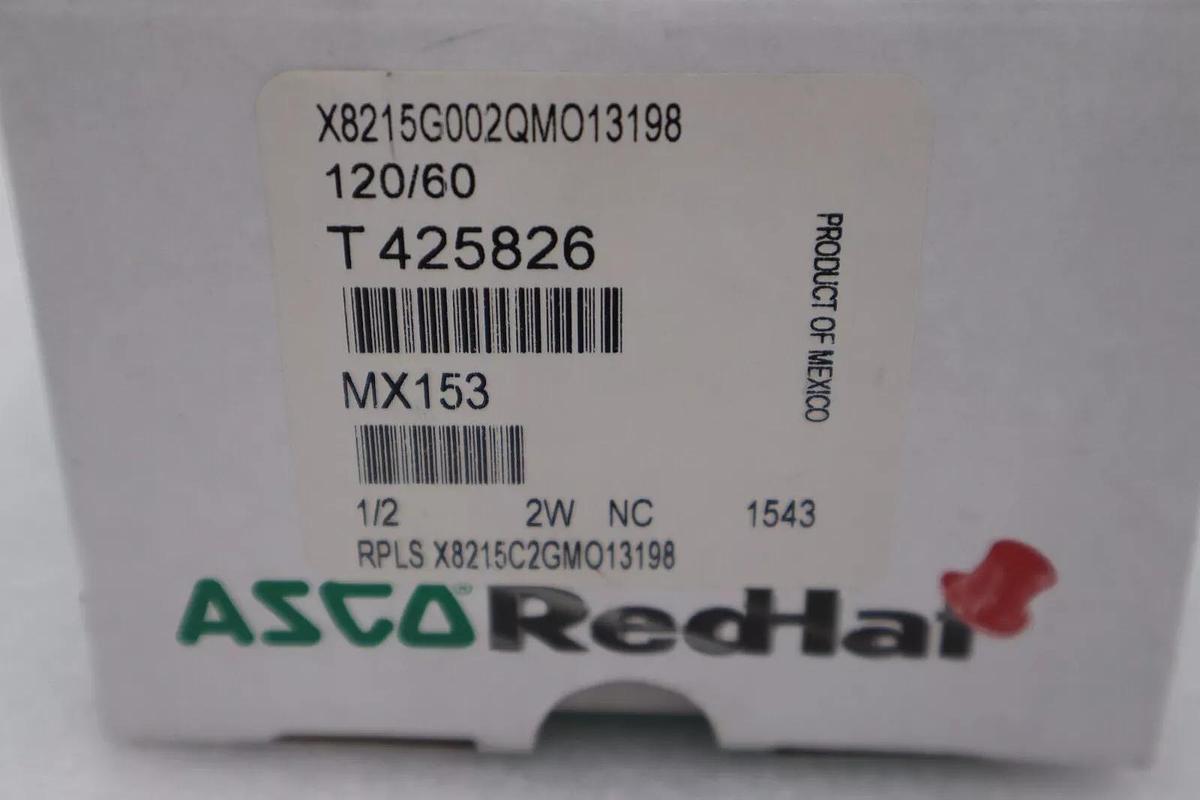 X8215G002QMO13198
120/60
T 425826
MX153
1/2 2W NC 1543
RPLS X8215C2GMO13198
PRODUCT OF MEXICO
ASCO® RedHat